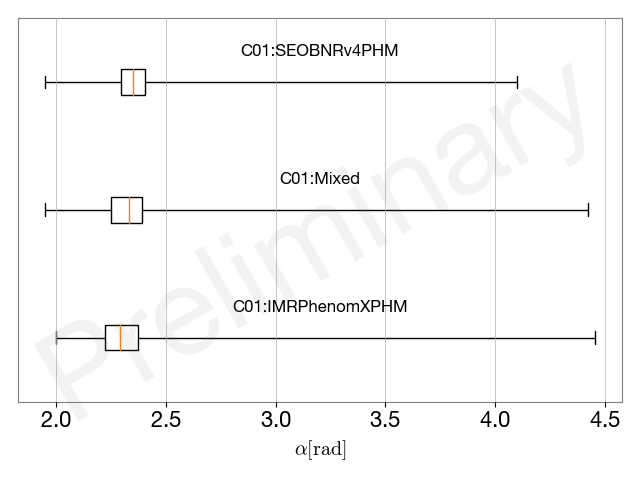 C01:SEOBNRv4PHM
C01:Mixed
C01:IMRPhenomXPHM
Preliminary
2.0 2.5 3.0 3.5 4.0 4.5
α[rad]